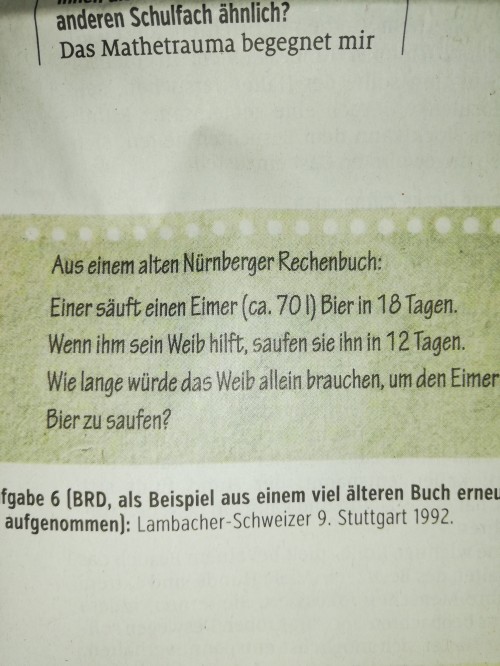 anderen Schulfach ähnlich?
Das Mathetrauma begegnet mir
Aus einem alten Nürnberger Rechenbuch:
Einer säuft einen Eimer (ca. 70 l) Bier in 18 Tagen.
Wenn ihm sein Weib hilft, saufen sie ihn in 12 Tagen.
Wie lange würde das Weib allein brauchen, um den Eimer
Bier zu saufen?
fgabe 6 (BRD, als Beispiel aus einem viel älteren Buch erneu
aufgenommen): Lambacher-Schweizer 9. Stuttgart 1992.